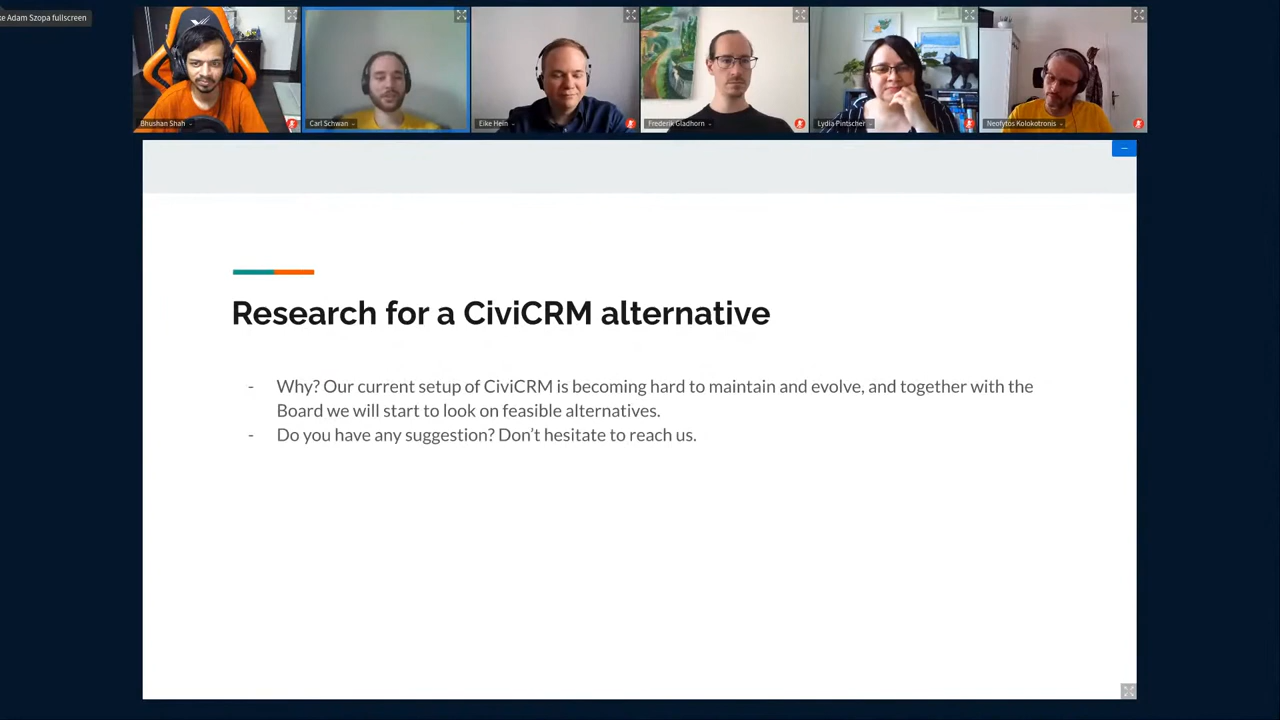 ke Adam Szopa fullscreen
Bhushan Shah
Carl Schwan
Eike Hein
Frederik Gladhorn
Lydia Pintscher
Neofytos Kolokotronis
Research for a CiviCRM alternative
- Why? Our current setup of CiviCRM is becoming hard to maintain and evolve, and together with the
Board we will start to look on feasible alternatives.
- Do you have any suggestion? Don’t hesitate to reach us.